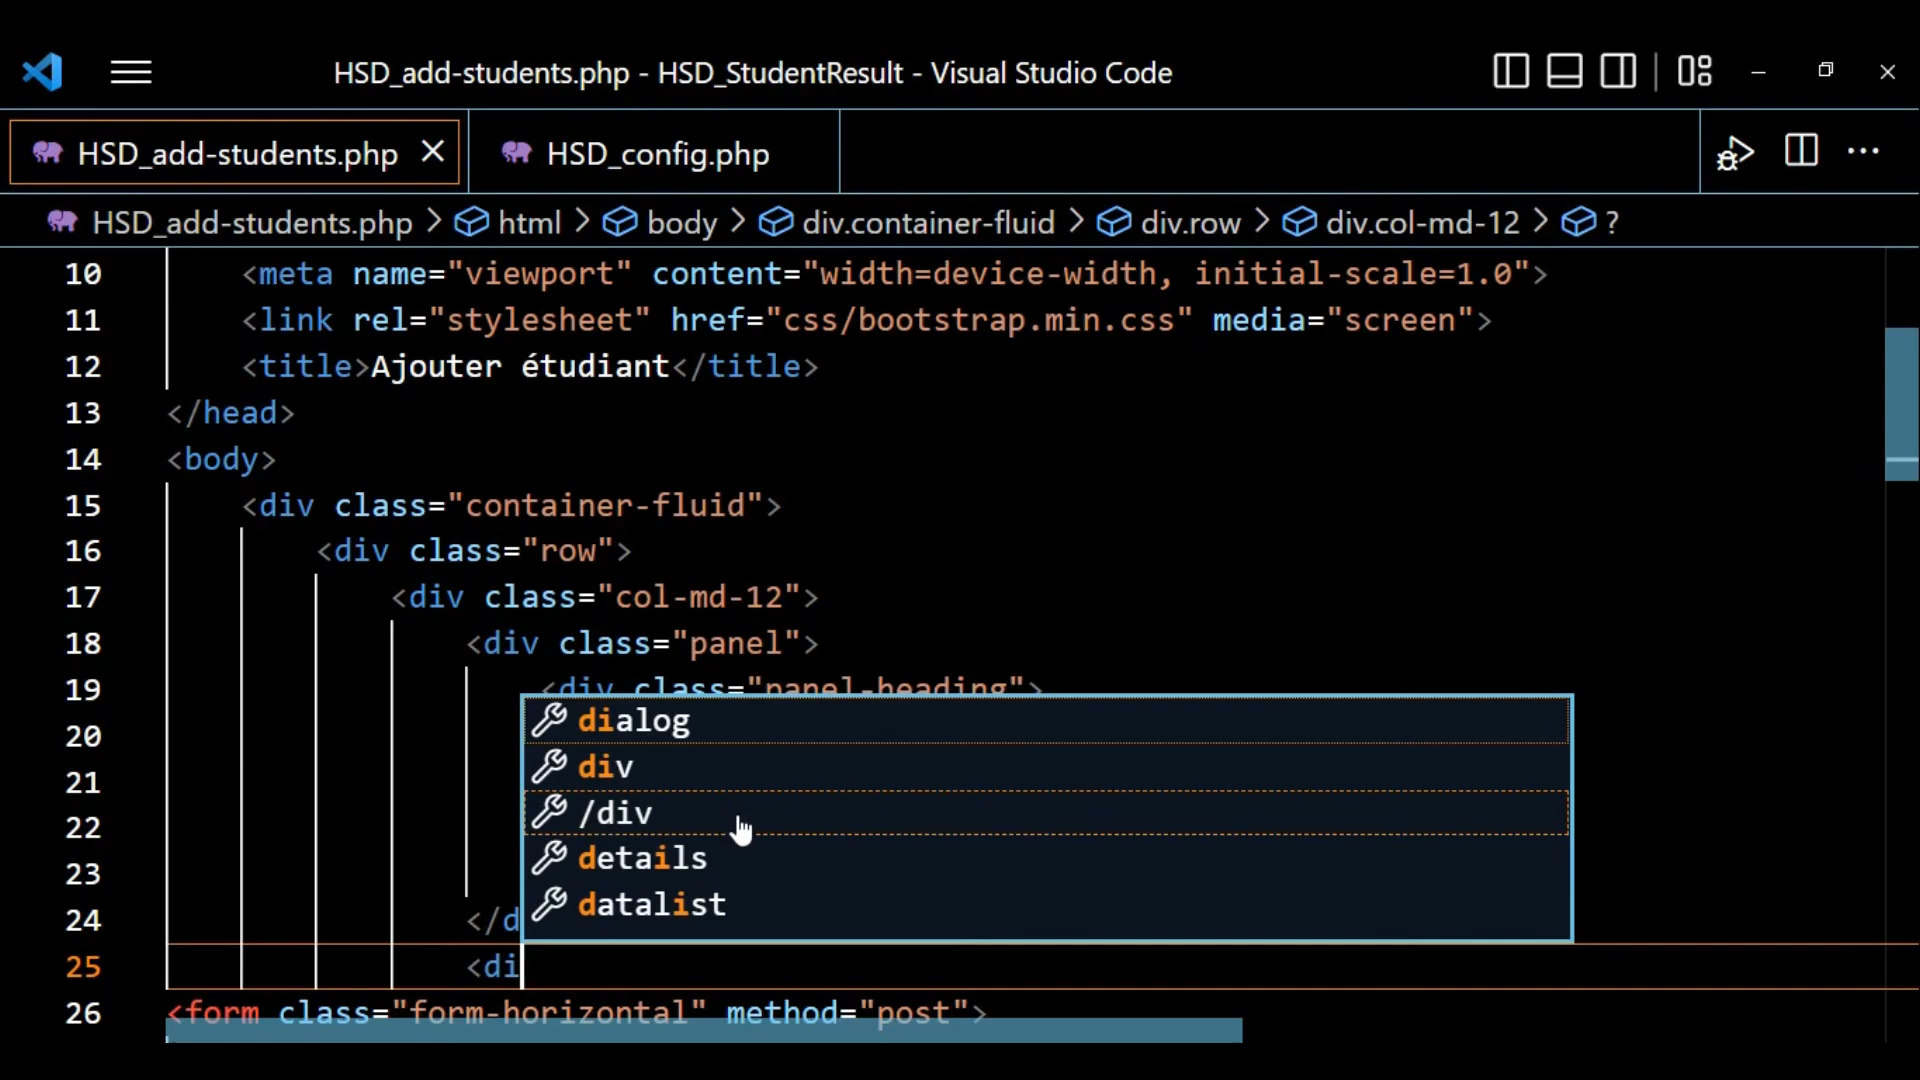 HSD_add-students.php - HSD_StudentResult - Visual Studio Code
HSD_add-students.php
HSD_config.php
HSD_add-students.php > html > body > div.container-fluid > div.row > div.col-md-12 > ?
10 <meta name="viewport" content="width=device-width, initial-scale=1.0">
11 <link rel="stylesheet" href="css/bootstrap.min.css" media="screen">
12 <title>Ajouter étudiant</title>
13 </head>
14 <body>
15 <div class="container-fluid">
16 <div class="row">
17 <div class="col-md-12">
18 <div class="panel">
19 <div class="panel-heading">
dialog
20
div
21
/div
22
details
23
datalist
24 </d
25 <di
26 <form class="form-horizontal" method="post">